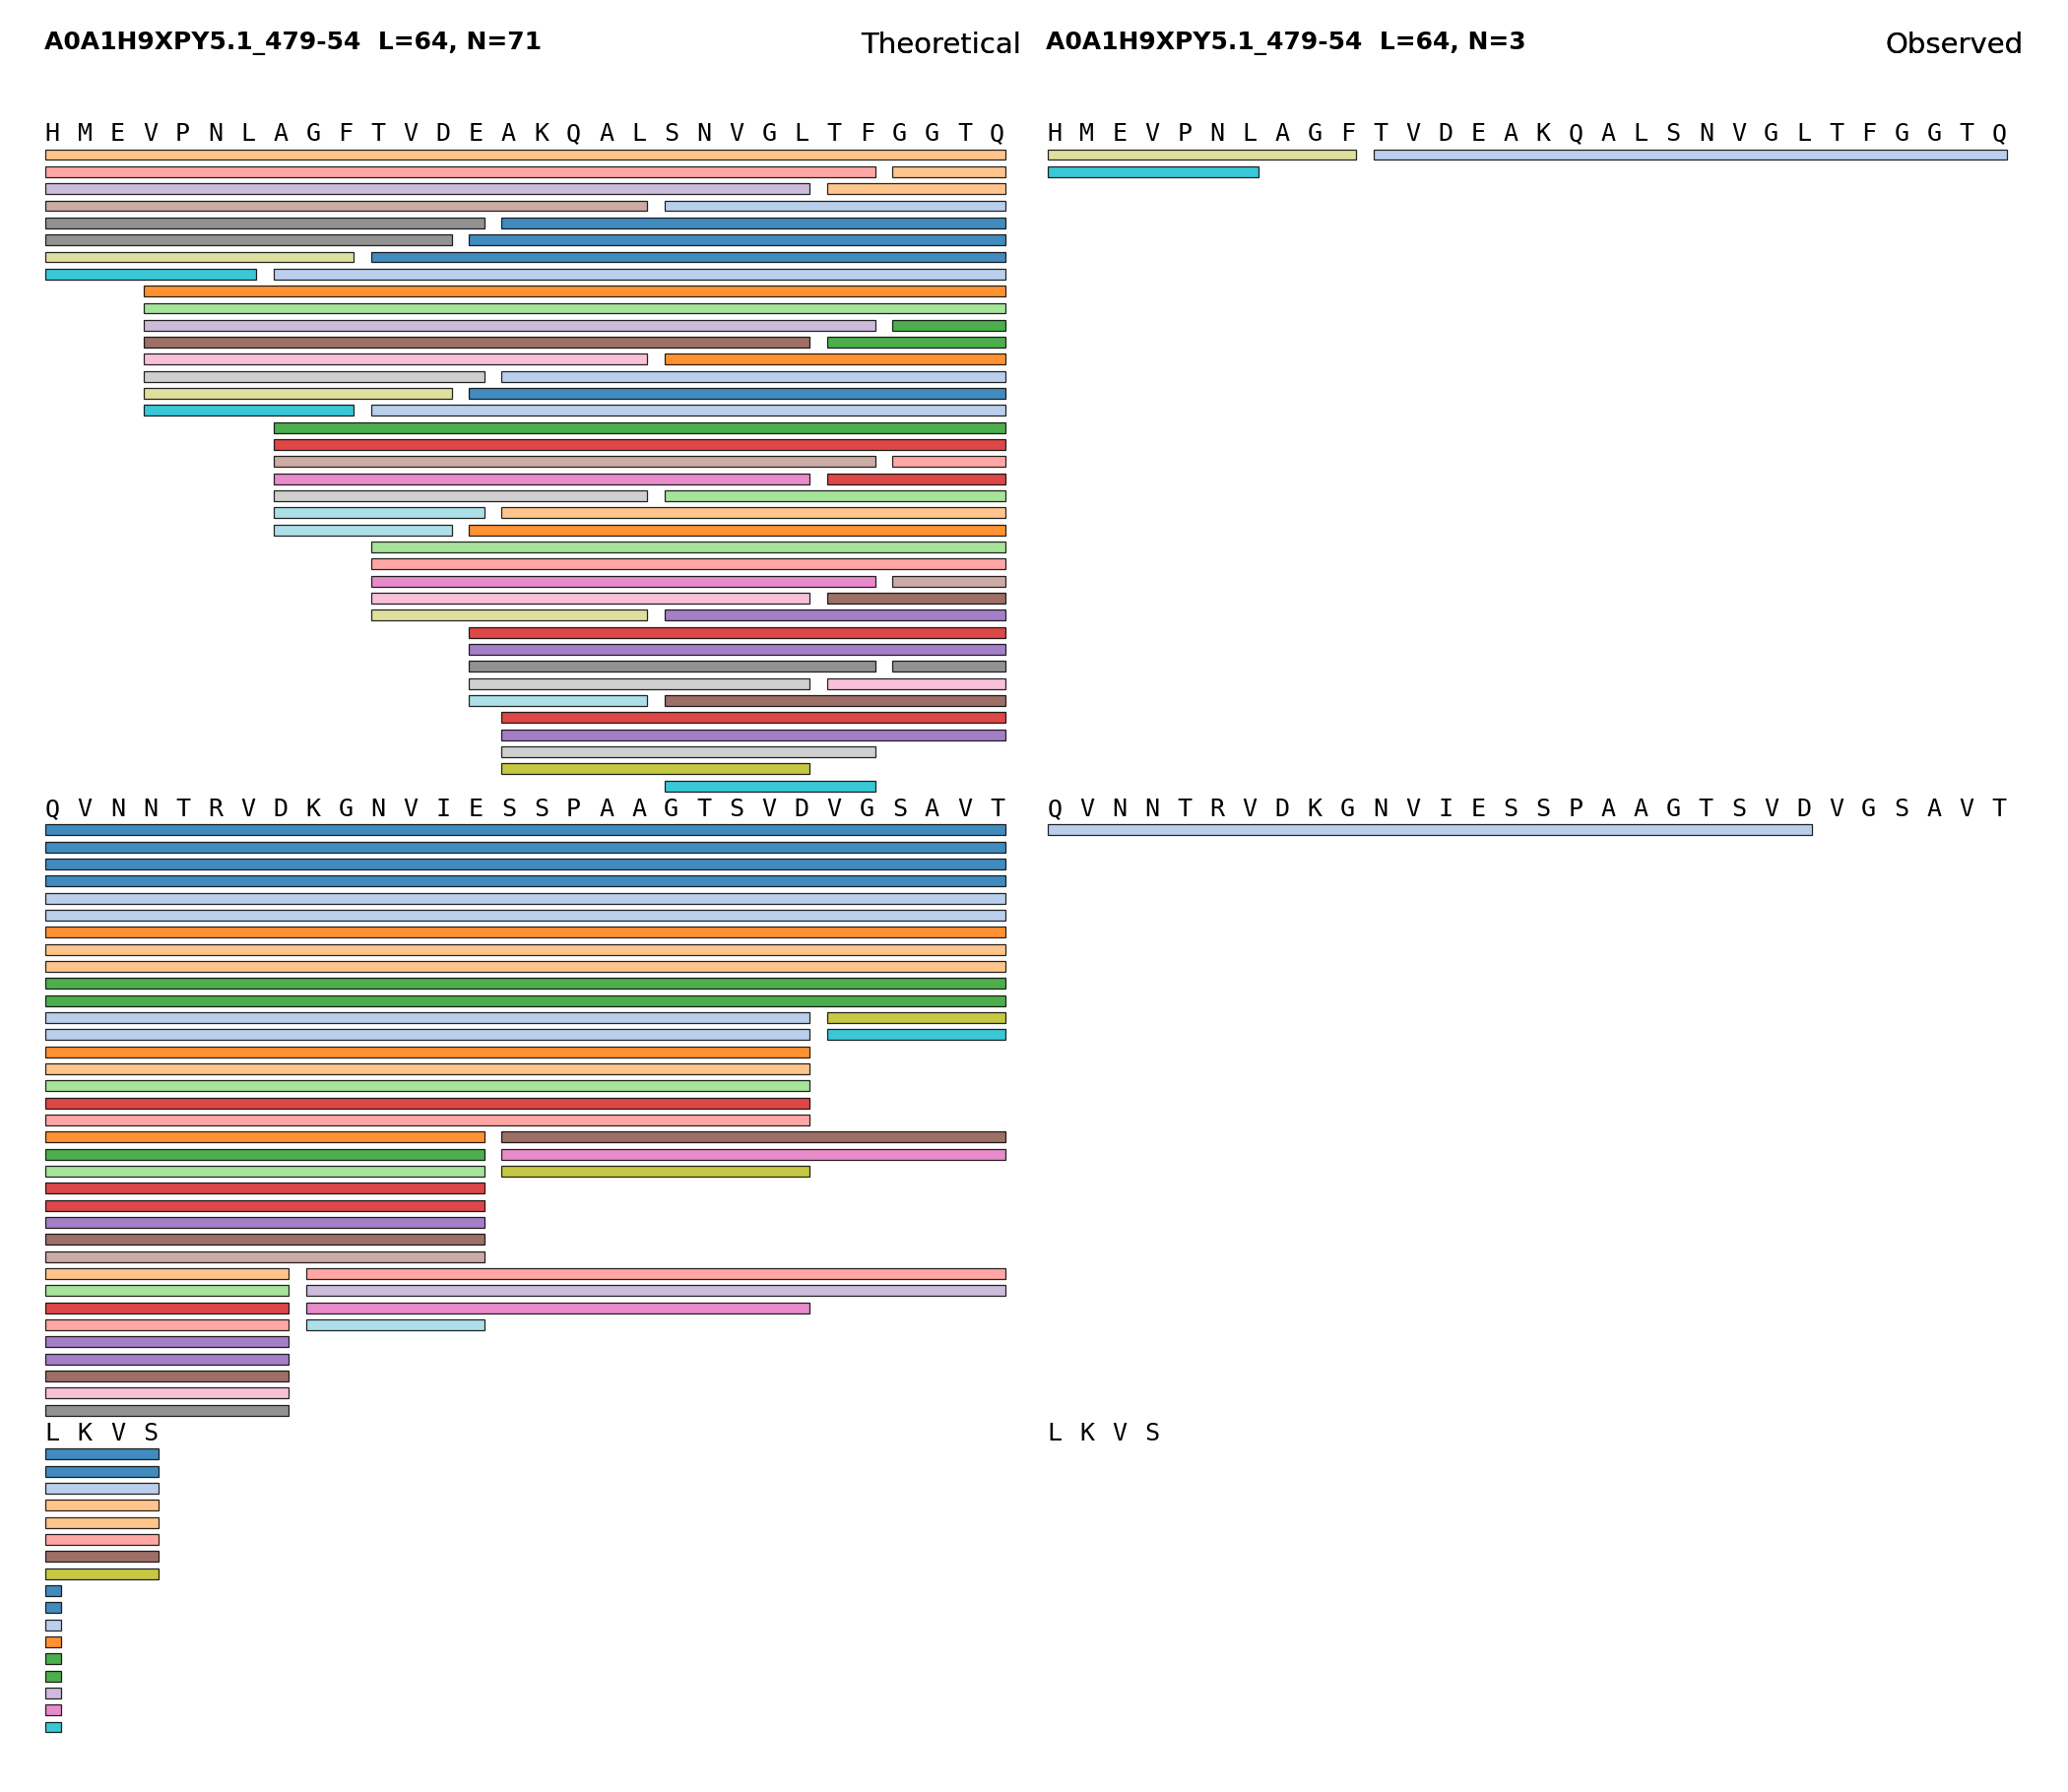 A0A1H9XPY5.1_479-54 L=64, N=71
Theoretical
H M E V P N L A G F T V D E A K Q A L S N V G L T F G G T Q
Q V N N T R V D K G N V I E S S P A A G T S V D V G S A V T
L K V S
A0A1H9XPY5.1_479-54 L=64, N=3
Observed
H M E V P N L A G F T V D E A K Q A L S N V G L T F G G T Q
Q V N N T R V D K G N V I E S S P A A G T S V D V G S A V T
L K V S